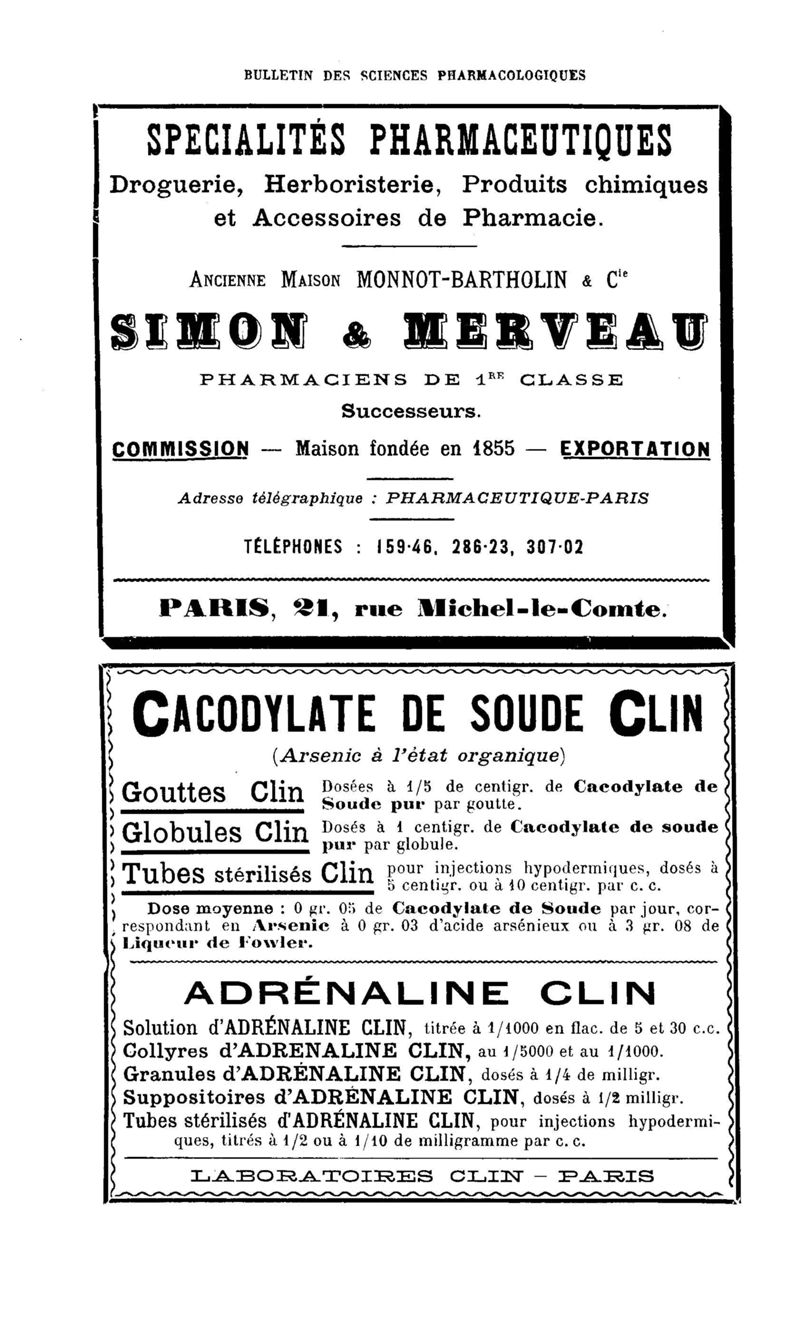 BULLETIN DES SCIENCES PHARMACOLOGIQUES
SPECIALITÉS PHARMACEUTIQUES
Droguerie, Herboristerie, Produits chimiques
et Accessoires de Pharmacie.
ANCIENNE MAISON MONNOT-BARTHOLIN & Cie
SIMON & MERVEAU
PHARMACIENS DE 1RE CLASSE
Successeurs.
COMMISSION — Maison fondée en 1855 — EXPORTATION
Adresse télégraphique : PHARMACEUTIQUE-PARIS
TÉLÉPHONES : 159-46, 286-23, 307-02
PARIS, 21, rue Michel-le-Comte.
CACODYLATE DE SOUDE CLIN
(Arsenic à l'état organique)
Gouttes Clin Dosées à 1/5 de centigr. de Cacodylate de
Soude pur par goutte.
Globules Clin Dosés à 1 centigr. de Cacodylate de soude
pur par globule.
Tubes stérilisés Clin pour injections hypodermiques, dosés à
5 centigr. ou à 10 centigr. par c. c.
Dose moyenne : 0 gr. 05 de Cacodylate de Soude par jour, cor-
respondant en Arsenic à 0 gr. 03 d'acide arsénieux ou à 3 gr. 08 de
Liqueur de Fowler.
ADRÉNALINE CLIN
Solution d'ADRÉNALINE CLIN, titrée à 1/1000 en flac. de 5 et 30 c.c.
Collyres d'ADRENALINE CLIN, au 1/5000 et au 1/1000.
Granules d'ADRÉNALINE CLIN, dosés à 1/4 de milligr.
Suppositoires d'ADRÉNALINE CLIN, dosés à 1/2 milligr.
Tubes stérilisés d'ADRÉNALINE CLIN, pour injections hypodermi-
ques, titrés à 1/2 ou à 1/10 de milligramme par c. c.
LABORATOIRES CLIN — PARIS